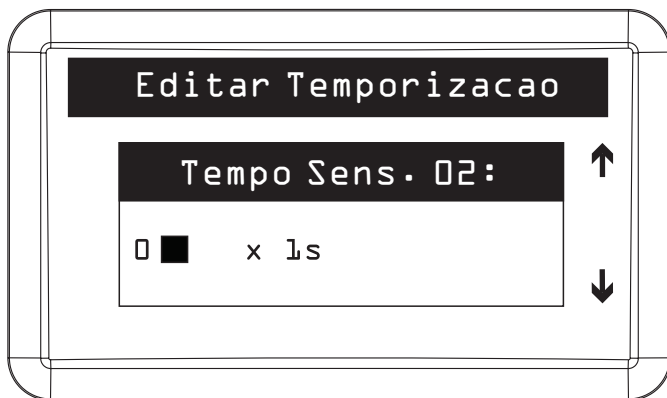 Editar Temporizacao
Tempo Sens. 02:
0■ x 1s